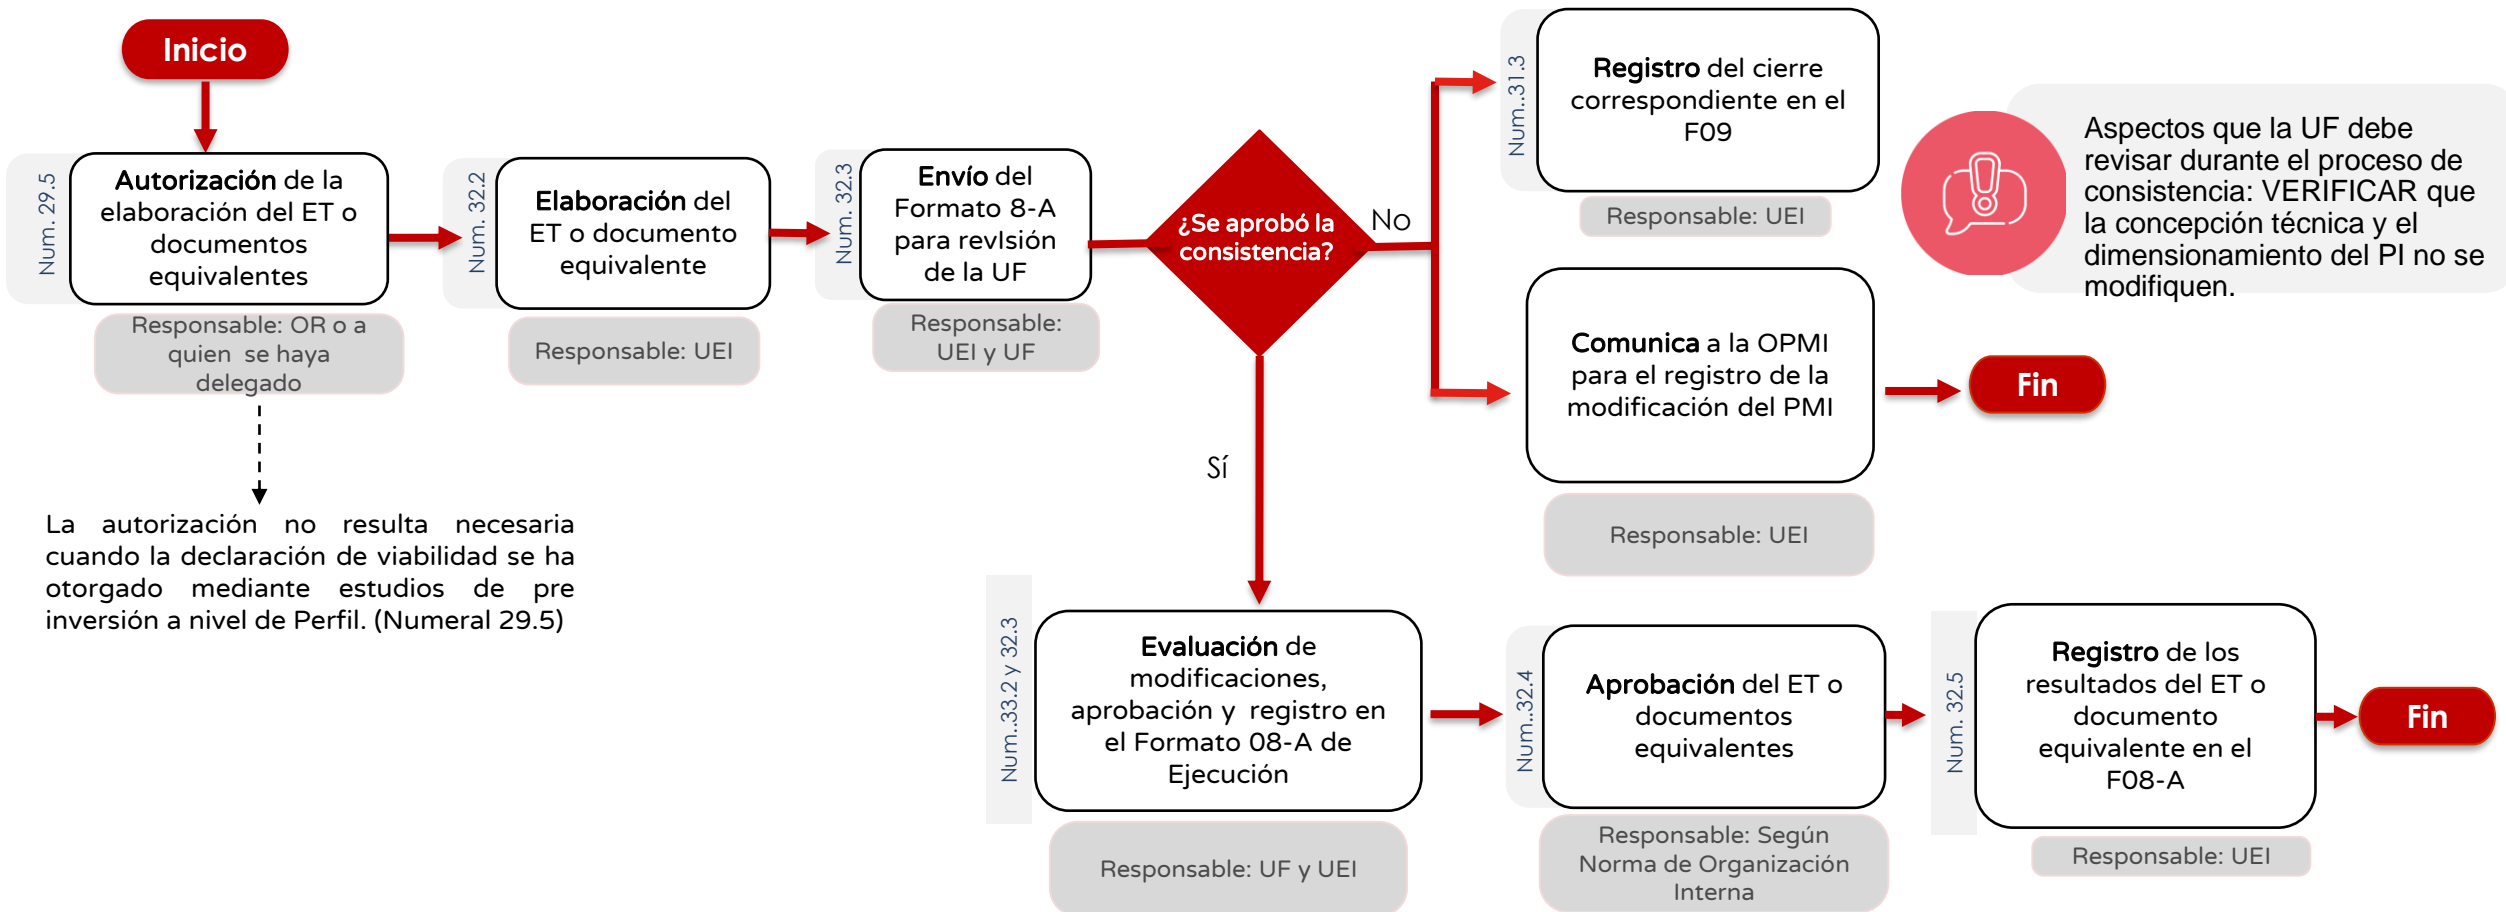 Inicio
Num. 29.5
Autorización de la
elaboración del ET o
documentos
equivalentes
Responsable: OR o a
quien se haya
delegado
La autorización no resulta necesaria
cuando la declaración de viabilidad se ha
otorgado mediante estudios de pre
inversión a nivel de Perfil. (Numeral 29.5)
Num. 32.2
Elaboración del
ET o documento
equivalente
Responsable: UEI
Num. 32.3
Envío del
Formato 8-A
para revIsión
de la UF
Responsable:
UEI y UF
¿Se aprobó la
consistencia?
No
Num..31.3
Registro del cierre
correspondiente en el
F09
Responsable: UEI
Comunica a la OPMI
para el registro de la
modificación del PMI
Responsable: UEI
Fin
Aspectos que la UF debe
revisar durante el proceso de
consistencia: VERIFICAR que
la concepción técnica y el
dimensionamiento del PI no se
modifiquen.
Sí
Num..33.2 y 32.3
Evaluación de
modificaciones,
aprobación y registro en
el Formato 08-A de
Ejecución
Responsable: UF y UEI
Num..32.4
Aprobación del ET o
documentos
equivalentes
Responsable: Según
Norma de Organización
Interna
Num. 32.5
Registro de los
resultados del ET o
documento
equivalente en el
F08-A
Responsable: UEI
Fin